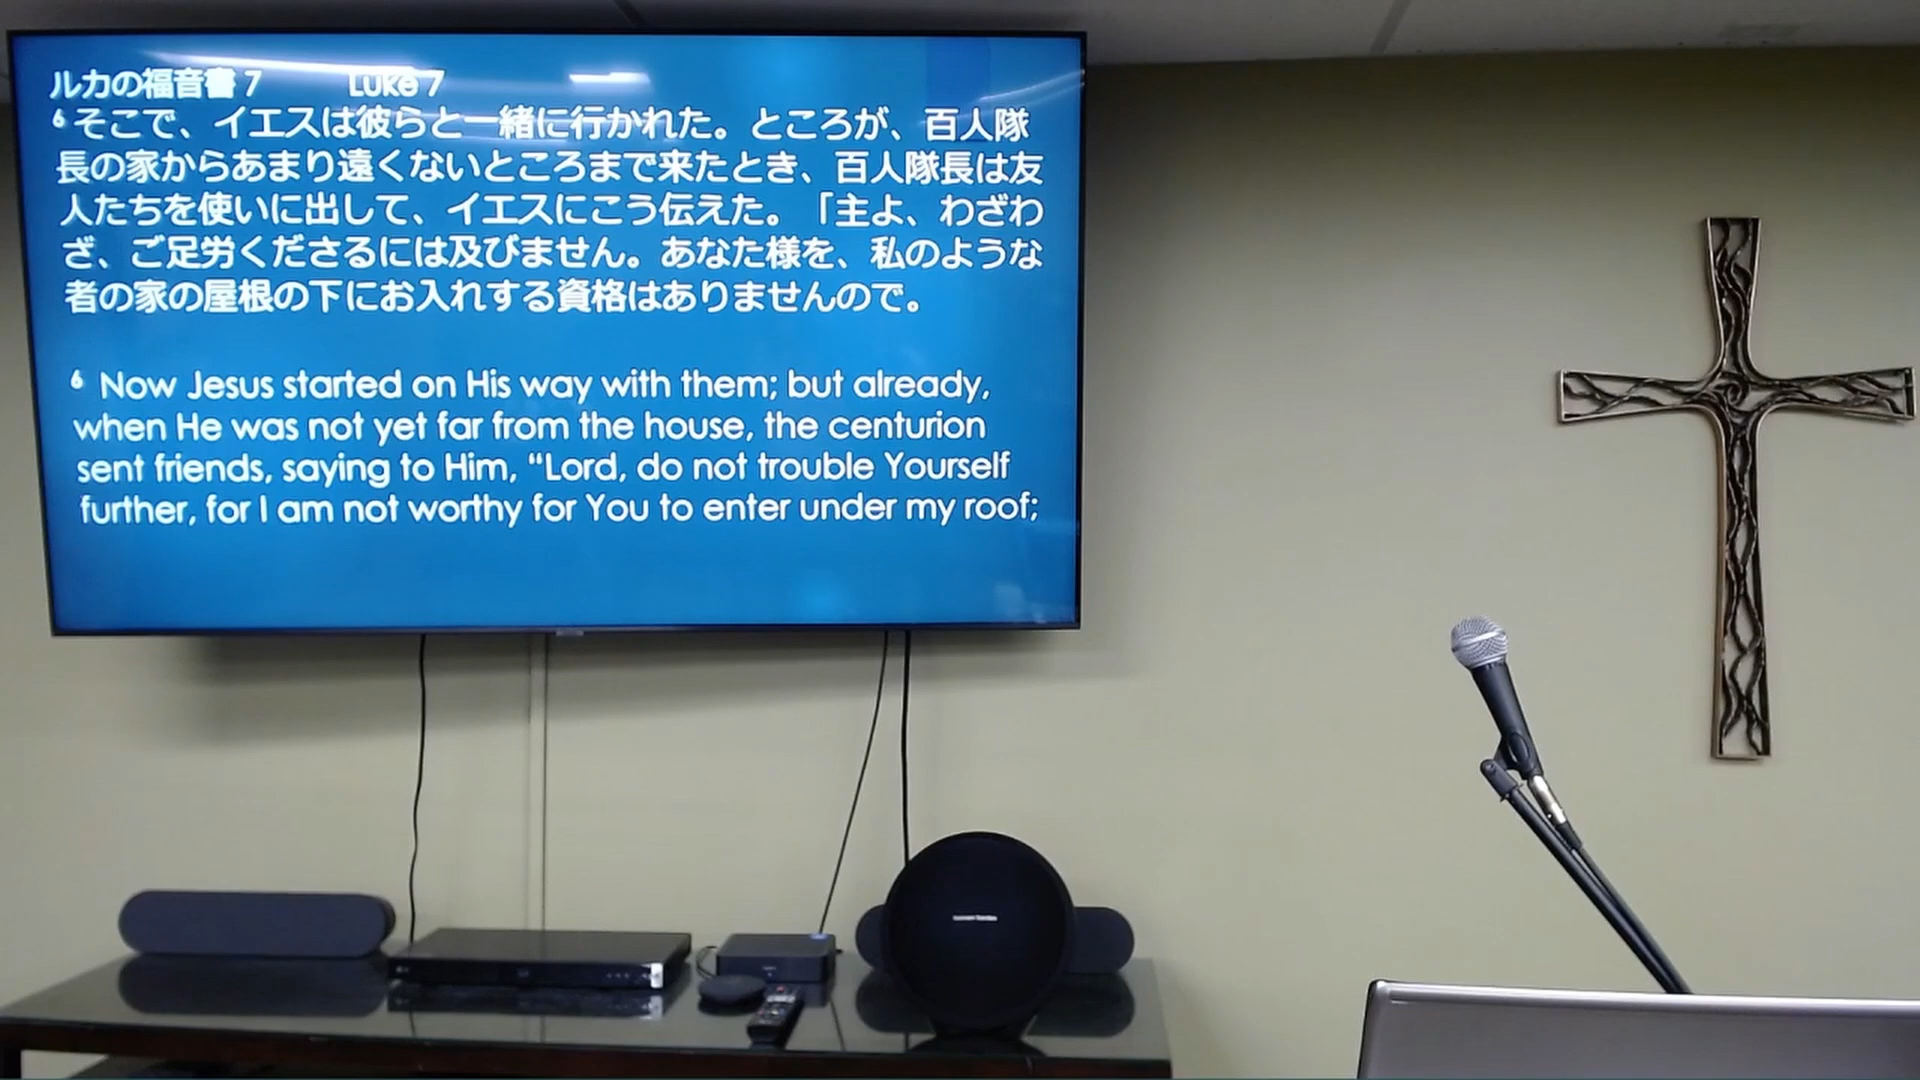 ルカの福音書 7 Luke 7
6 そこで、イエスは彼らと一緒に行かれた。ところが、百人隊
長の家からあまり遠くないところまで来たとき、百人隊長は友
人たちを使いに出して、イエスにこう伝えた。「主よ、わざわ
ざ、ご足労くださるには及びません。あなた様を、私のような
者の家の屋根の下にお入れする資格はありませんので。
6 Now Jesus started on His way with them; but already,
when He was not yet far from the house, the centurion
sent friends, saying to Him, “Lord, do not trouble Yourself
further, for I am not worthy for You to enter under my roof;
harman kardon